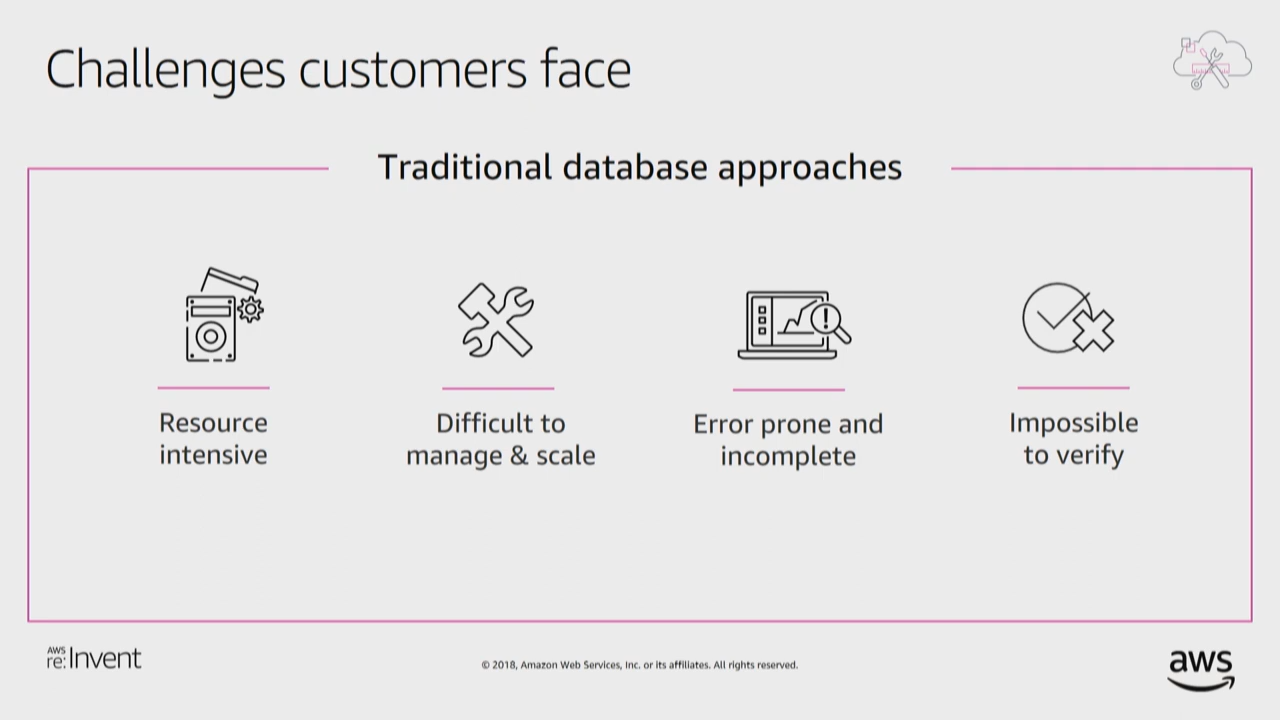 Challenges customers face
Traditional database approaches
Resource
intensive
Difficult to
manage & scale
Error prone and
incomplete
Impossible
to verify
AWS
re:Invent
© 2018, Amazon Web Services, Inc. or its affiliates. All rights reserved.
aws